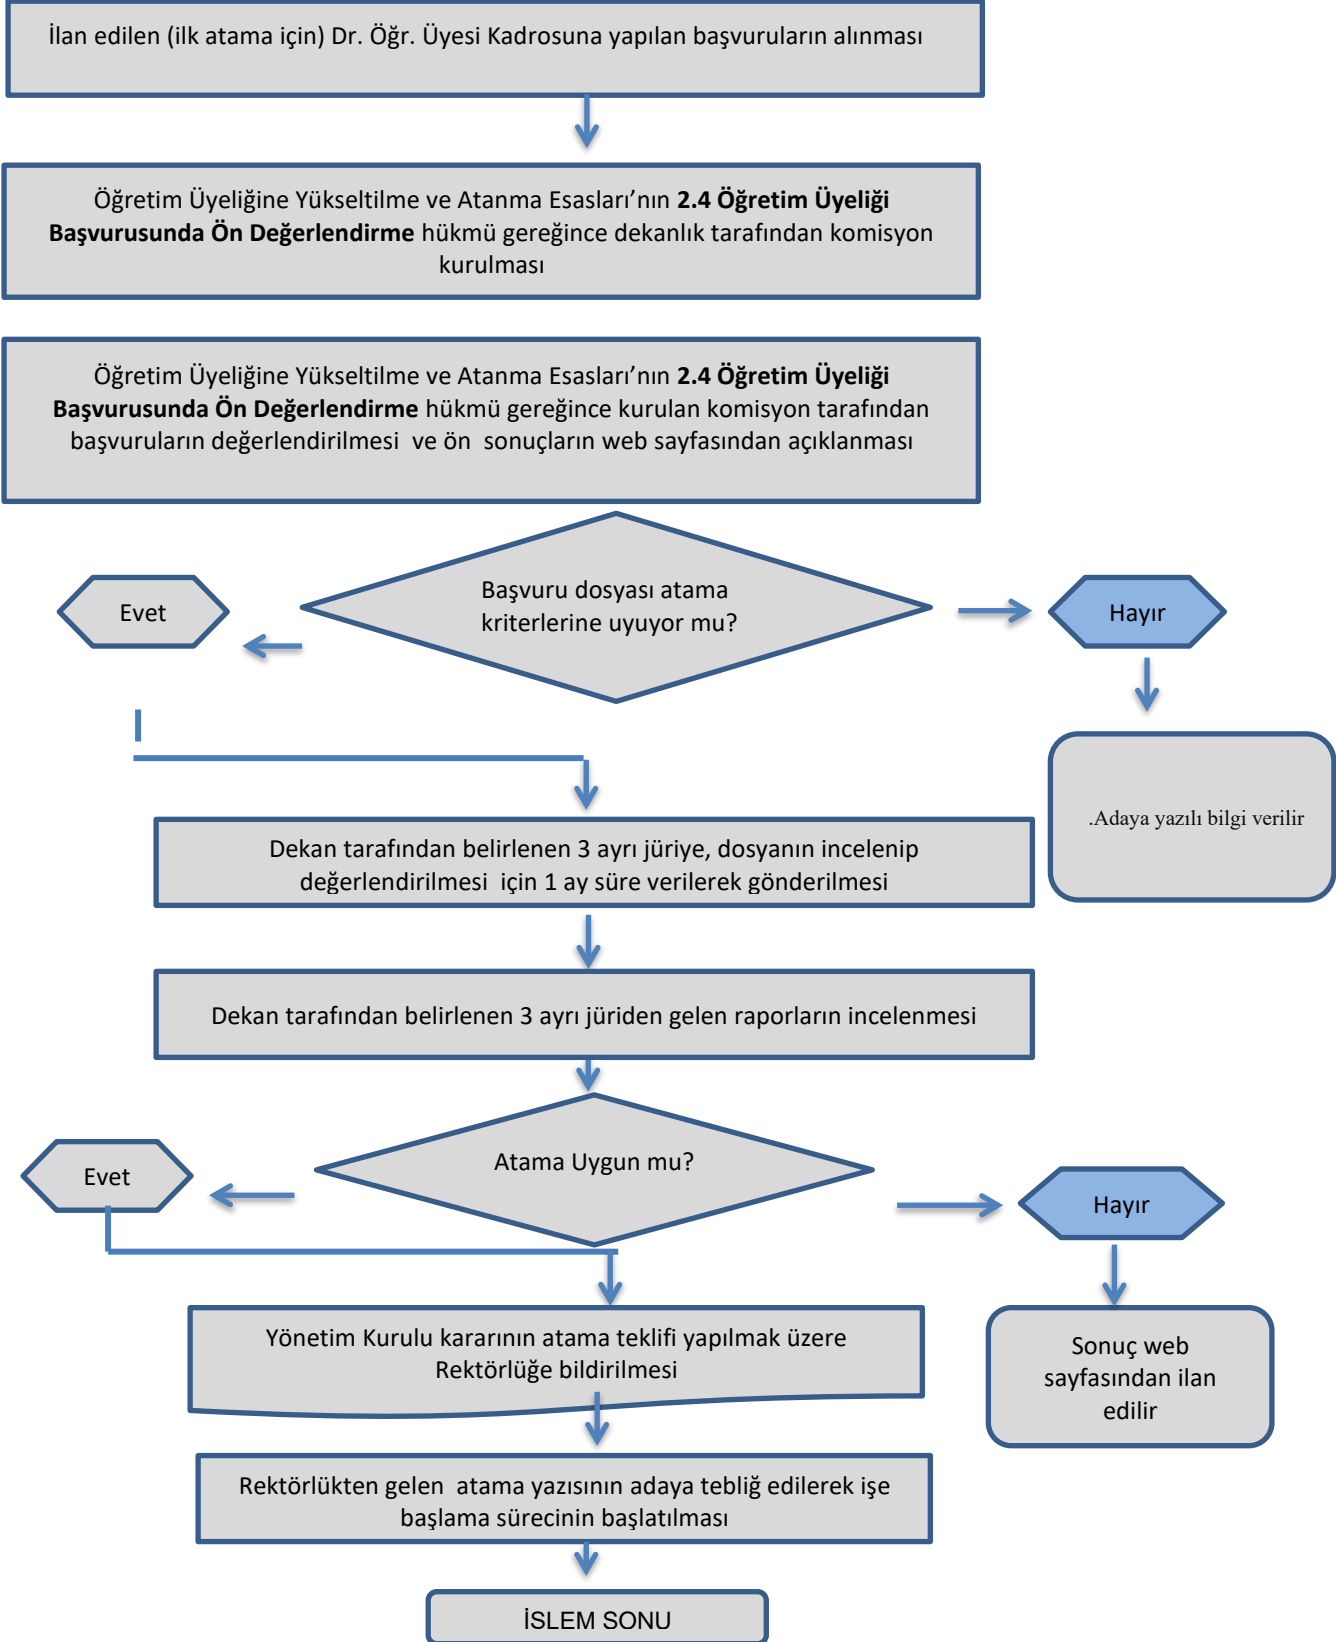 İlan edilen (ilk atama için) Dr. Öğr. Üyesi Kadrosuna yapılan başvuruların alınması
Öğretim Üyeliğine Yükseltilme ve Atanma Esasları’nın 2.4 Öğretim Üyeliği
Başvurusunda Ön Değerlendirme hükmü gereğince dekanlık tarafından komisyon
kurulması
Öğretim Üyeliğine Yükseltilme ve Atanma Esasları’nın 2.4 Öğretim Üyeliği
Başvurusunda Ön Değerlendirme hükmü gereğince kurulan komisyon tarafından
başvuruların değerlendirilmesi ve ön sonuçların web sayfasından açıklanması
Başvuru dosyası atama
kriterlerine uyuyor mu?
Evet
Hayır
.Adaya yazılı bilgi verilir
Dekan tarafından belirlenen 3 ayrı jüriye, dosyanın incelenip
değerlendirilmesi için 1 ay süre verilerek gönderilmesi
Dekan tarafından belirlenen 3 ayrı jüriden gelen raporların incelenmesi
Atama Uygun mu?
Evet
Hayır
Yönetim Kurulu kararının atama teklifi yapılmak üzere
Rektörlüğe bildirilmesi
Sonuç web
sayfasından ilan
edilir
Rektörlükten gelen atama yazısının adaya tebliğ edilerek işe
başlama sürecinin başlatılması
İSLEM SONU